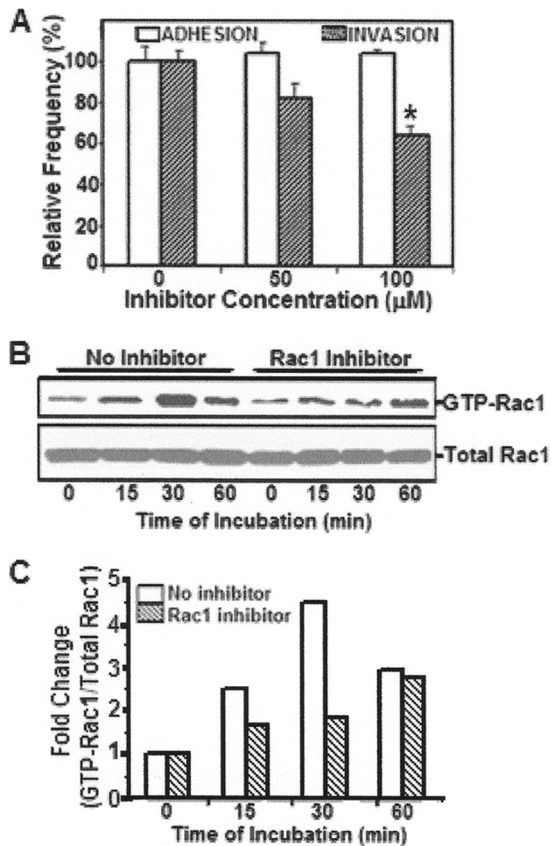 A
ADHESION INVASION
Relative Frequency (%)
100
80
60
40
20
0
*
0 50 100
Inhibitor Concentration (µM)
B
No Inhibitor Rac1 Inhibitor
GTP-Rac1
Total Rac1
0 15 30 60 0 15 30 60
Time of Incubation (min)
C
No inhibitor
Rac1 inhibitor
Fold Change
(GTP-Rac1/Total Rac1)
5
4
3
2
1
0
0 15 30 60
Time of Incubation (min)